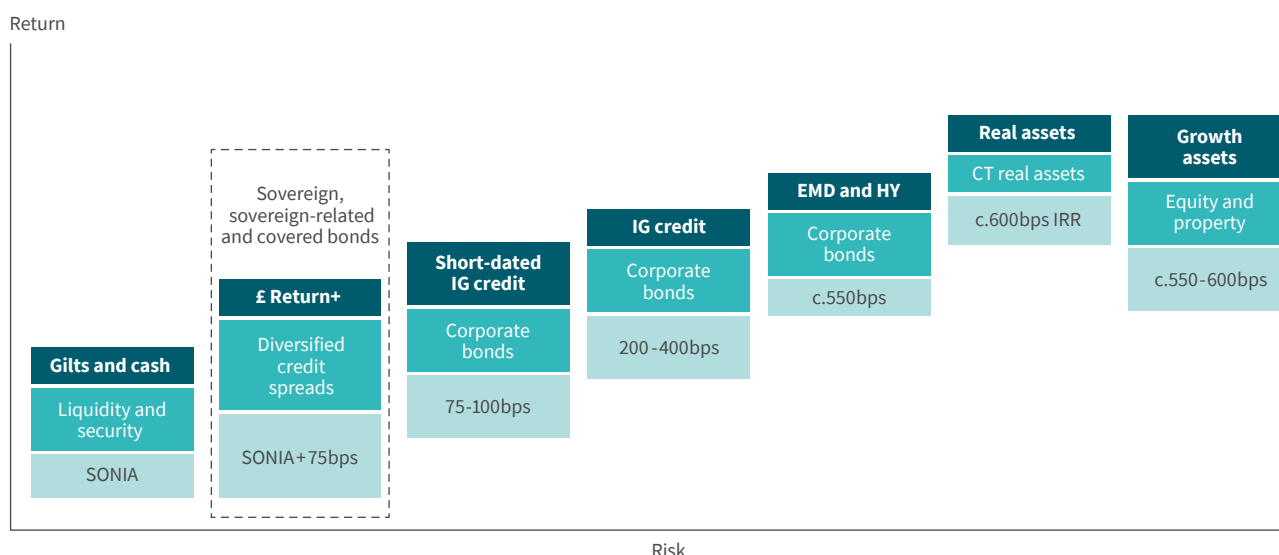 Return
Gilts and cash
Liquidity and
security
SONIA
Sovereign,
sovereign-related
and covered bonds
£ Return+
Diversified
credit
spreads
SONIA+75bps
Short-dated
IG credit
Corporate
bonds
75-100bps
IG credit
Corporate
bonds
200-400bps
EMD and HY
Corporate
bonds
c.550bps
Real assets
CT real assets
c.600bps IRR
Growth
assets
Equity and
property
c.550-600bps
Risk